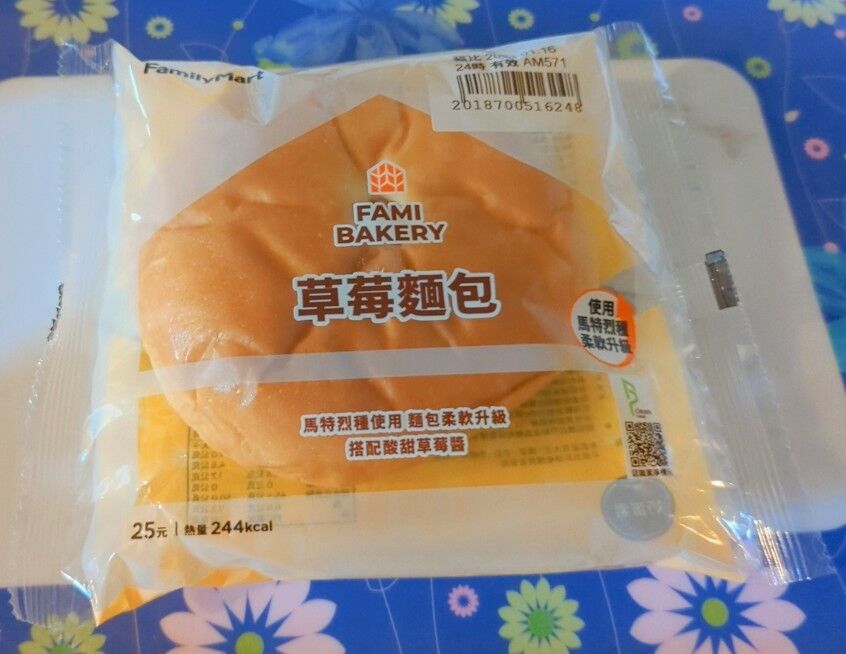 FamilyMart
24時 有效 AM571
2018700516248
FAMI
BAKERY
草莓麵包
使用
馬特烈種
柔軟升級
馬特烈種使用 麵包柔軟升級
搭配酸甜草莓醬
clean
25元 | 熱量 244kcal